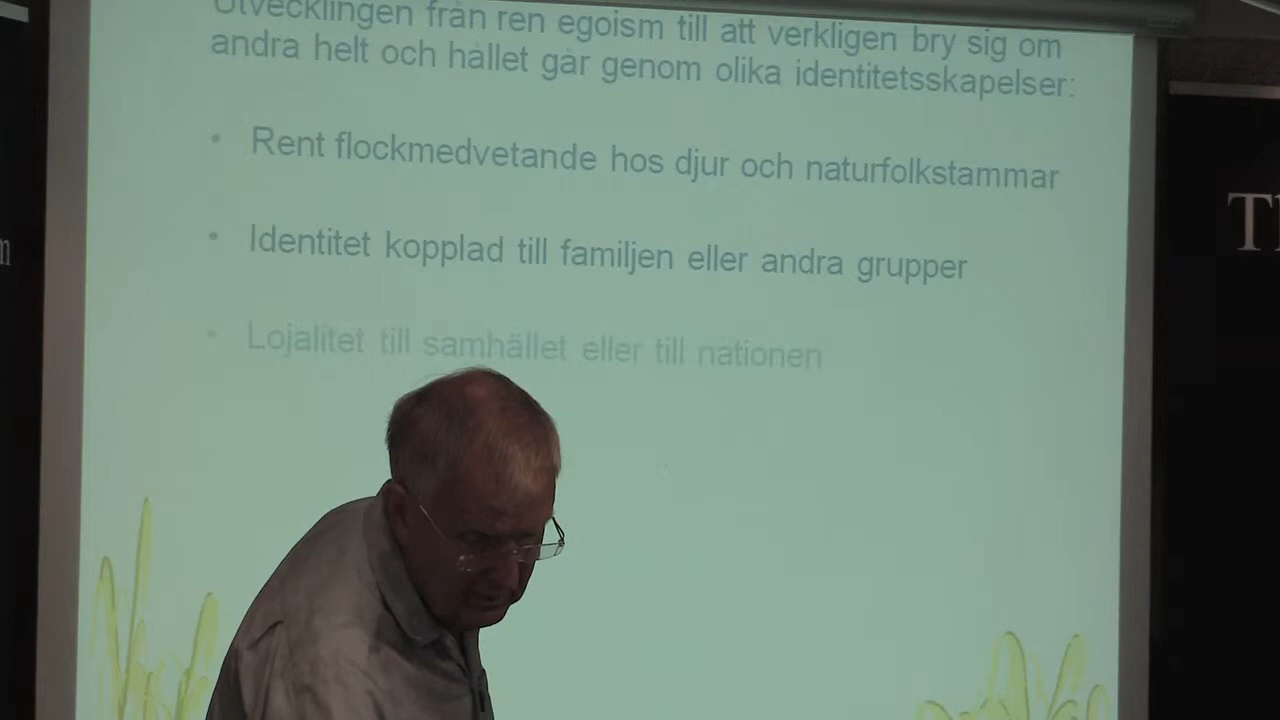 Utvecklingen från ren egoism till att verkligen bry sig om
andra helt och hållet går genom olika identitetsskapelser:
• Rent flockmedvetande hos djur och naturfolkstammar
• Identitet kopplad till familjen eller andra grupper
• Lojalitet till samhället eller till nationen